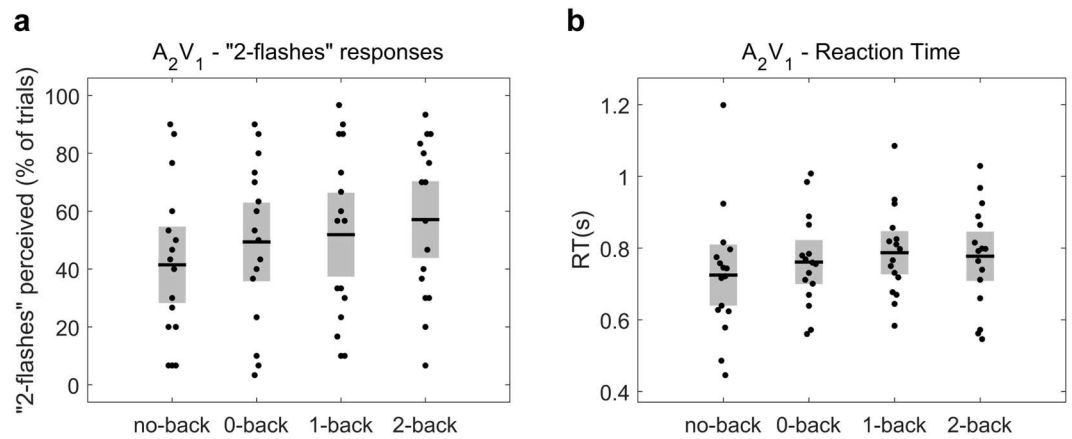 a
A2V1 - "2-flashes" responses
"2-flashes" perceived (% of trials)
100
80
60
40
20
0
no-back 0-back 1-back 2-back
b
A2V1 - Reaction Time
RT(s)
1.2
1
0.8
0.6
0.4
no-back 0-back 1-back 2-back